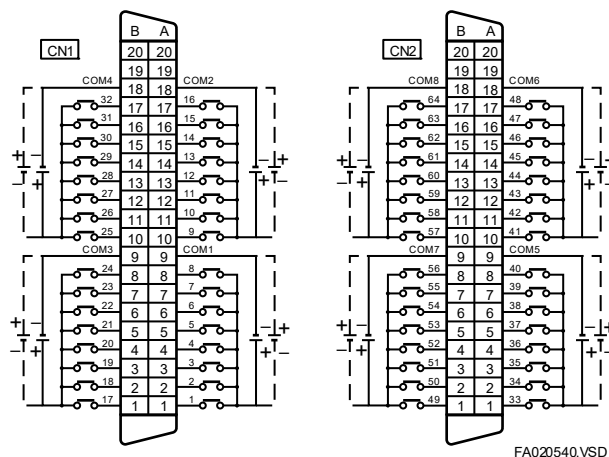 B A B A
CN1 20 20 CN2 20 20
19 19 19 19
COM4 18 18 COM2 COM8 18 18 COM6
32 17 17 16 64 17 17 48
31 16 16 15 63 16 16 47
30 15 15 14 62 15 15 46
29 14 14 13 61 14 14 45
28 13 13 12 60 13 13 44
27 12 12 11 59 12 12 43
26 11 11 10 58 11 11 42
25 10 10 9 57 10 10 41
COM3 9 9 COM1 COM7 9 9 COM5
24 8 8 8 56 8 8 40
23 7 7 7 55 7 7 39
22 6 6 6 54 6 6 38
21 5 5 5 53 5 5 37
20 4 4 4 52 4 4 36
19 3 3 3 51 3 3 35
18 2 2 2 50 2 2 34
17 1 1 1 49 1 1 33
FA020540.VSD